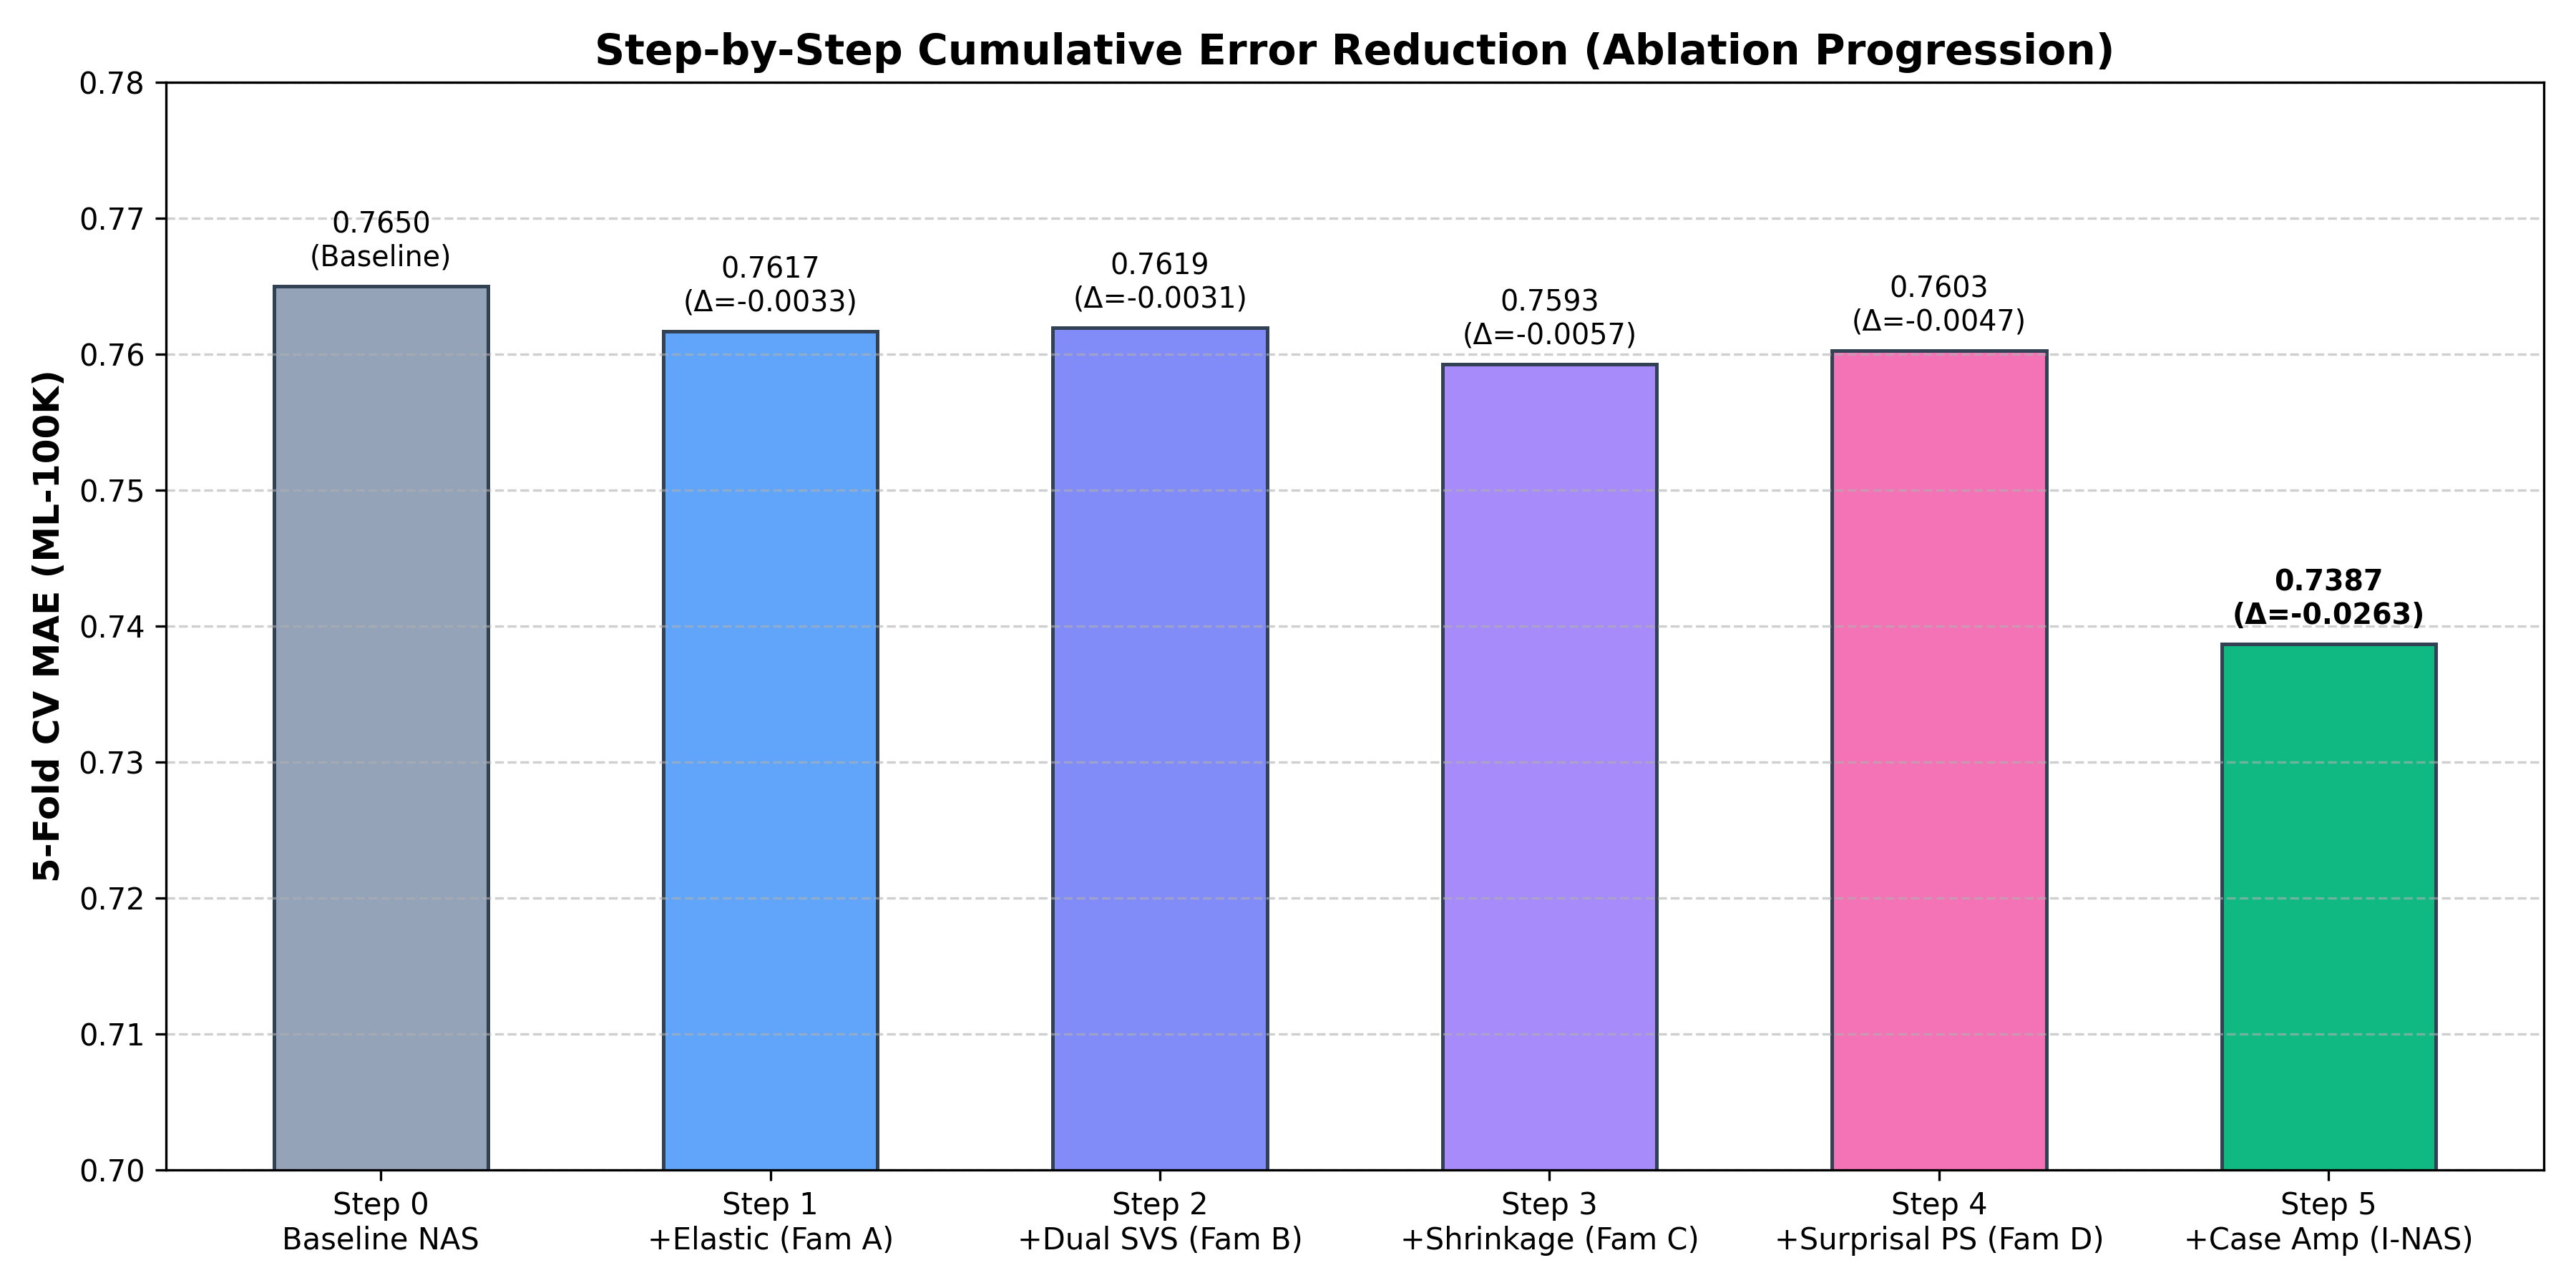 Step-by-Step Cumulative Error Reduction (Ablation Progression)
5-Fold CV MAE (ML-100K)
0.78
0.77
0.76
0.75
0.74
0.73
0.72
0.71
0.70
0.7650
(Baseline)
0.7617
(Δ=-0.0033)
0.7619
(Δ=-0.0031)
0.7593
(Δ=-0.0057)
0.7603
(Δ=-0.0047)
0.7387
(Δ=-0.0263)
Step 0
Baseline NAS
Step 1
+Elastic (Fam A)
Step 2
+Dual SVS (Fam B)
Step 3
+Shrinkage (Fam C)
Step 4
+Surprisal PS (Fam D)
Step 5
+Case Amp (I-NAS)